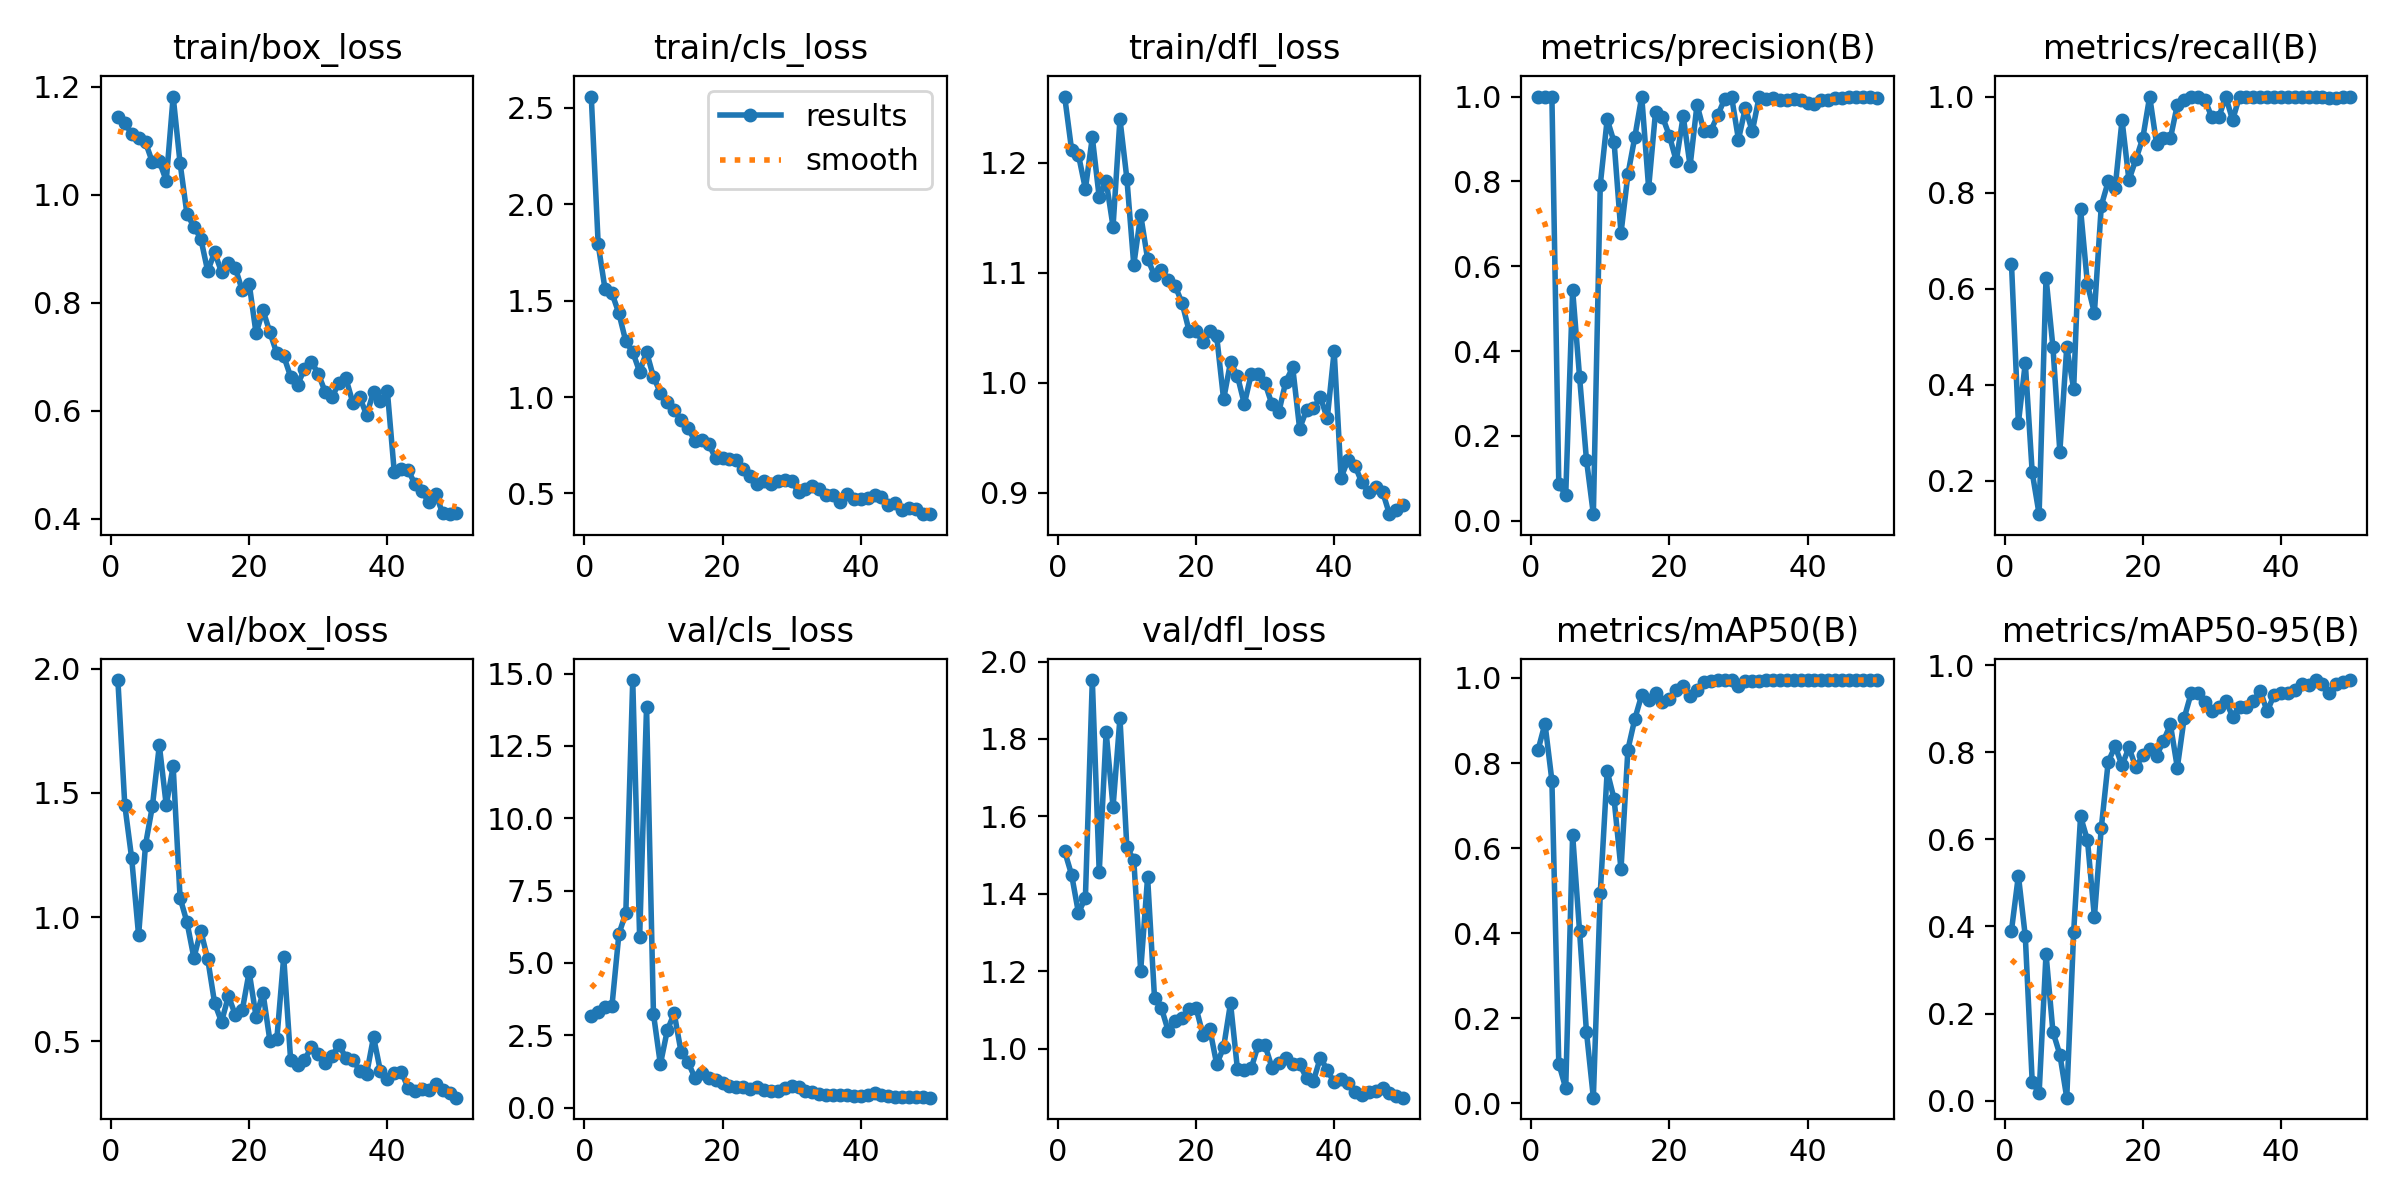 train/box_loss
1.2
1.0
0.8
0.6
0.4
0 20 40
train/cls_loss
results
smooth
2.5
2.0
1.5
1.0
0.5
0 20 40
train/dfl_loss
1.2
1.1
1.0
0.9
0 20 40
metrics/precision(B)
1.0
0.8
0.6
0.4
0.2
0.0
0 20 40
metrics/recall(B)
1.0
0.8
0.6
0.4
0.2
0 20 40
val/box_loss
2.0
1.5
1.0
0.5
0 20 40
val/cls_loss
15.0
12.5
10.0
7.5
5.0
2.5
0.0
0 20 40
val/dfl_loss
2.0
1.8
1.6
1.4
1.2
1.0
0 20 40
metrics/mAP50(B)
1.0
0.8
0.6
0.4
0.2
0.0
0 20 40
metrics/mAP50-95(B)
1.0
0.8
0.6
0.4
0.2
0.0
0 20 40